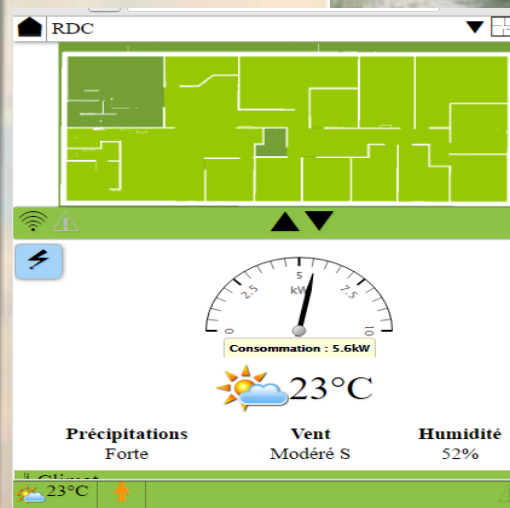 RDC
5
kW
2.5
7.5
0
10
Consommation : 5.6kW
23°C
Précipitations Vent Humidité
Forte Modéré S 52%
Climat
23°C